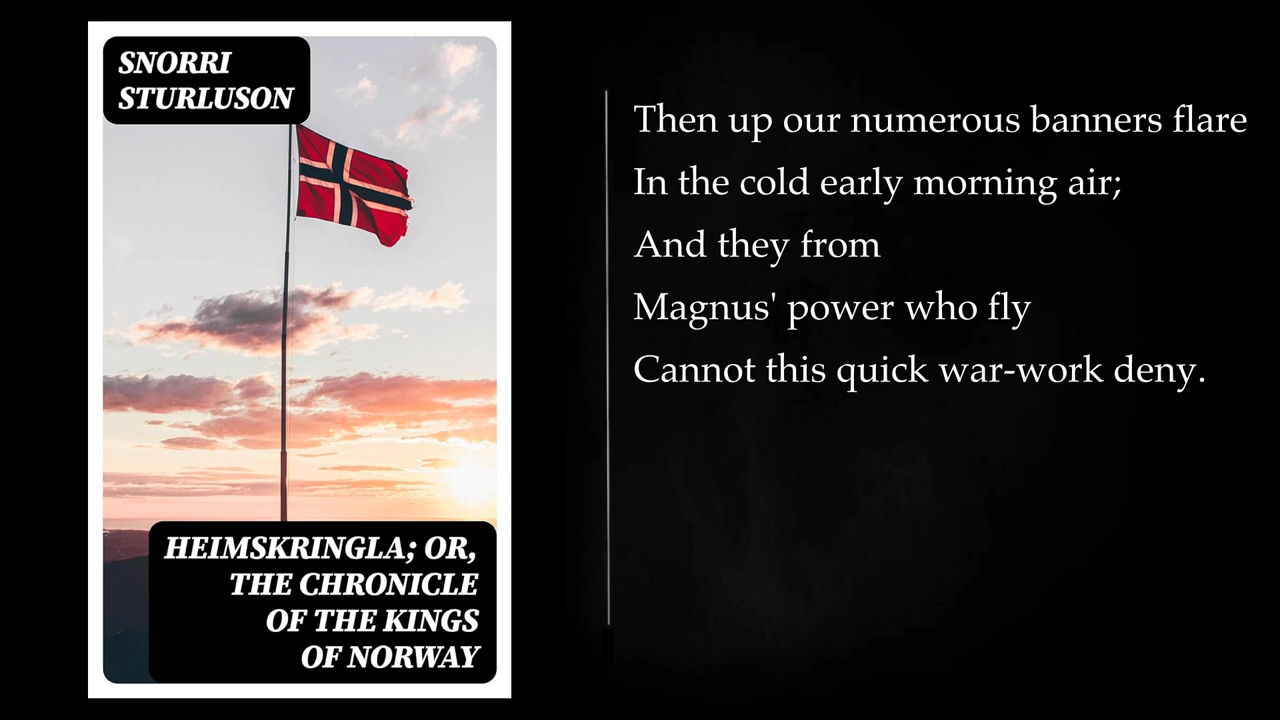 SNORRI
STURLUSON
HEIMSKRINGLA; OR,
THE CHRONICLE
OF THE KINGS
OF NORWAY
Then up our numerous banners flare
In the cold early morning air;
And they from
Magnus' power who fly
Cannot this quick war-work deny.